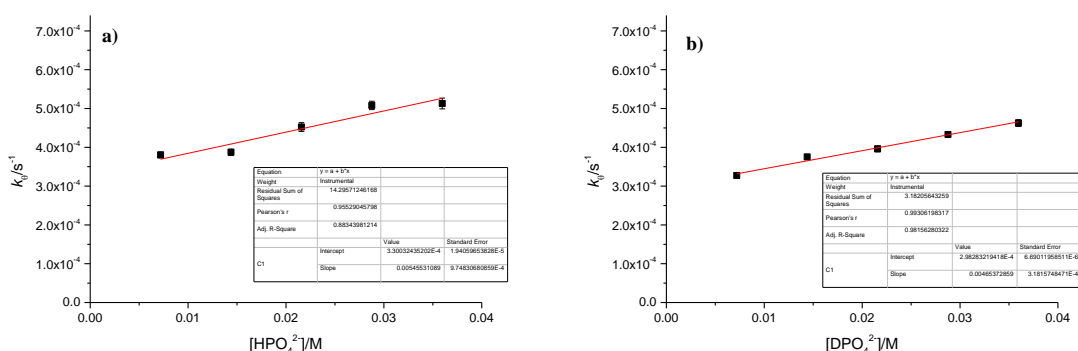 a)
7.0x10⁻⁴
6.0x10⁻⁴
5.0x10⁻⁴
4.0x10⁻⁴
3.0x10⁻⁴
2.0x10⁻⁴
1.0x10⁻⁴
0.0
k_θ/s⁻¹
0.00 0.01 0.02 0.03 0.04
[HPO₄²⁻]/M
Equation y = a + b*x
Weight Instrumental
Residual Sum of Squares 14.29571246168
Pearson's r 0.95529045798
Adj. R-Square 0.88343981214
Value Standard Error
C1 Intercept 3.30032435202E-4 1.94059653828E-5
Slope 0.00545531089 9.74830680859E-4
b)
7.0x10⁻⁴
6.0x10⁻⁴
5.0x10⁻⁴
4.0x10⁻⁴
3.0x10⁻⁴
2.0x10⁻⁴
1.0x10⁻⁴
0.0
k_θ/s⁻¹
0.00 0.01 0.02 0.03 0.04
[DPO₄²⁻]/M
Equation y = a + b*x
Weight Instrumental
Residual Sum of Squares 3.18205643259
Pearson's r 0.99306198317
Adj. R-Square 0.98156280322
Value Standard Error
C1 Intercept 2.98283219418E-4 6.69011958511E-6
Slope 0.00465372859 3.1815748471E-4